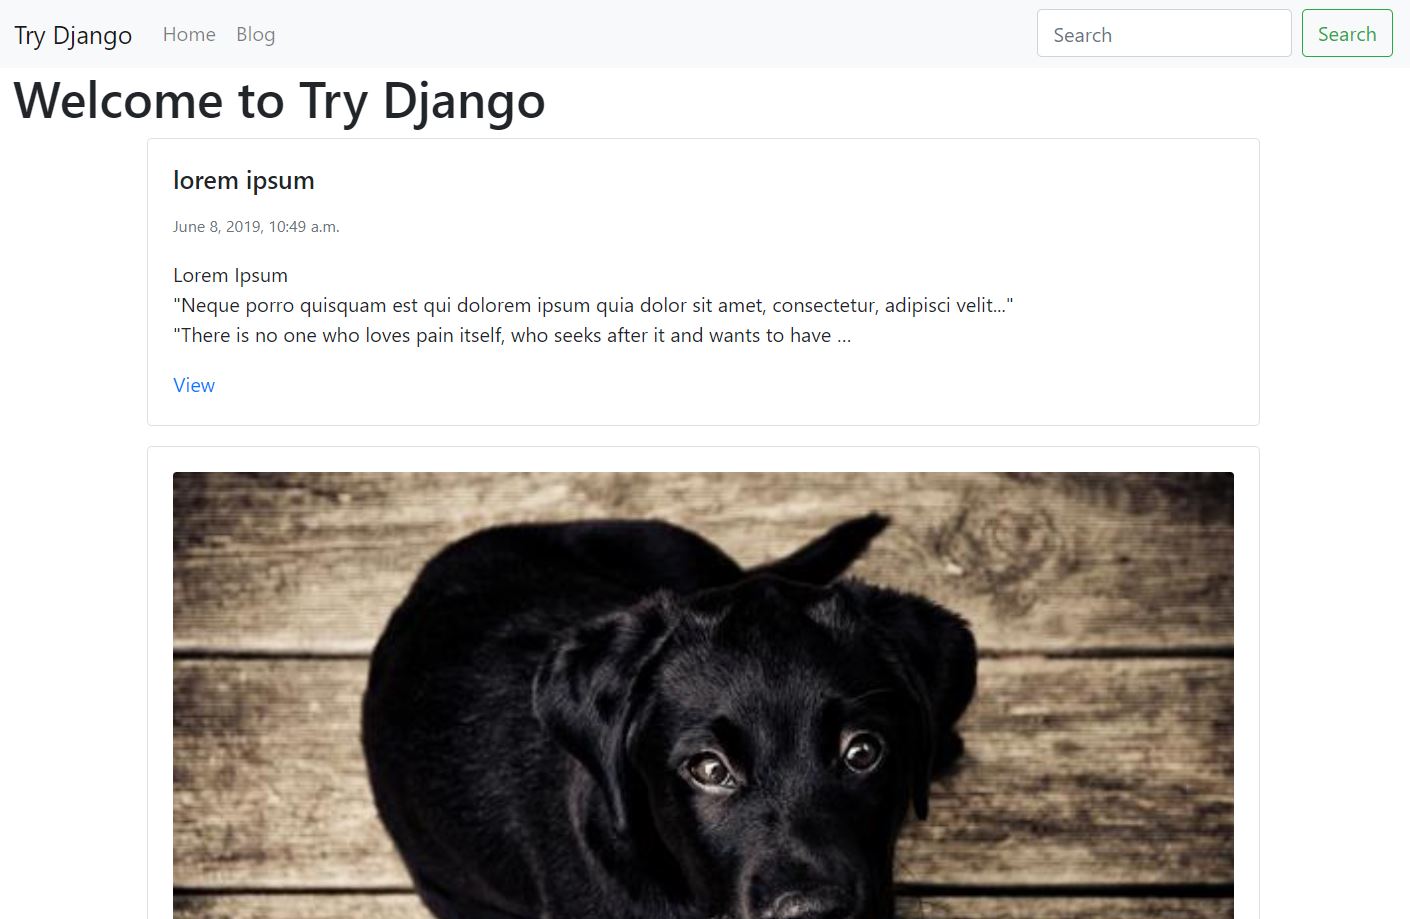 Try Django Home Blog Search Search
Welcome to Try Django
lorem ipsum
June 8, 2019, 10:49 a.m.
Lorem Ipsum
"Neque porro quisquam est qui dolorem ipsum quia dolor sit amet, consectetur, adipisci velit..."
"There is no one who loves pain itself, who seeks after it and wants to have …
View